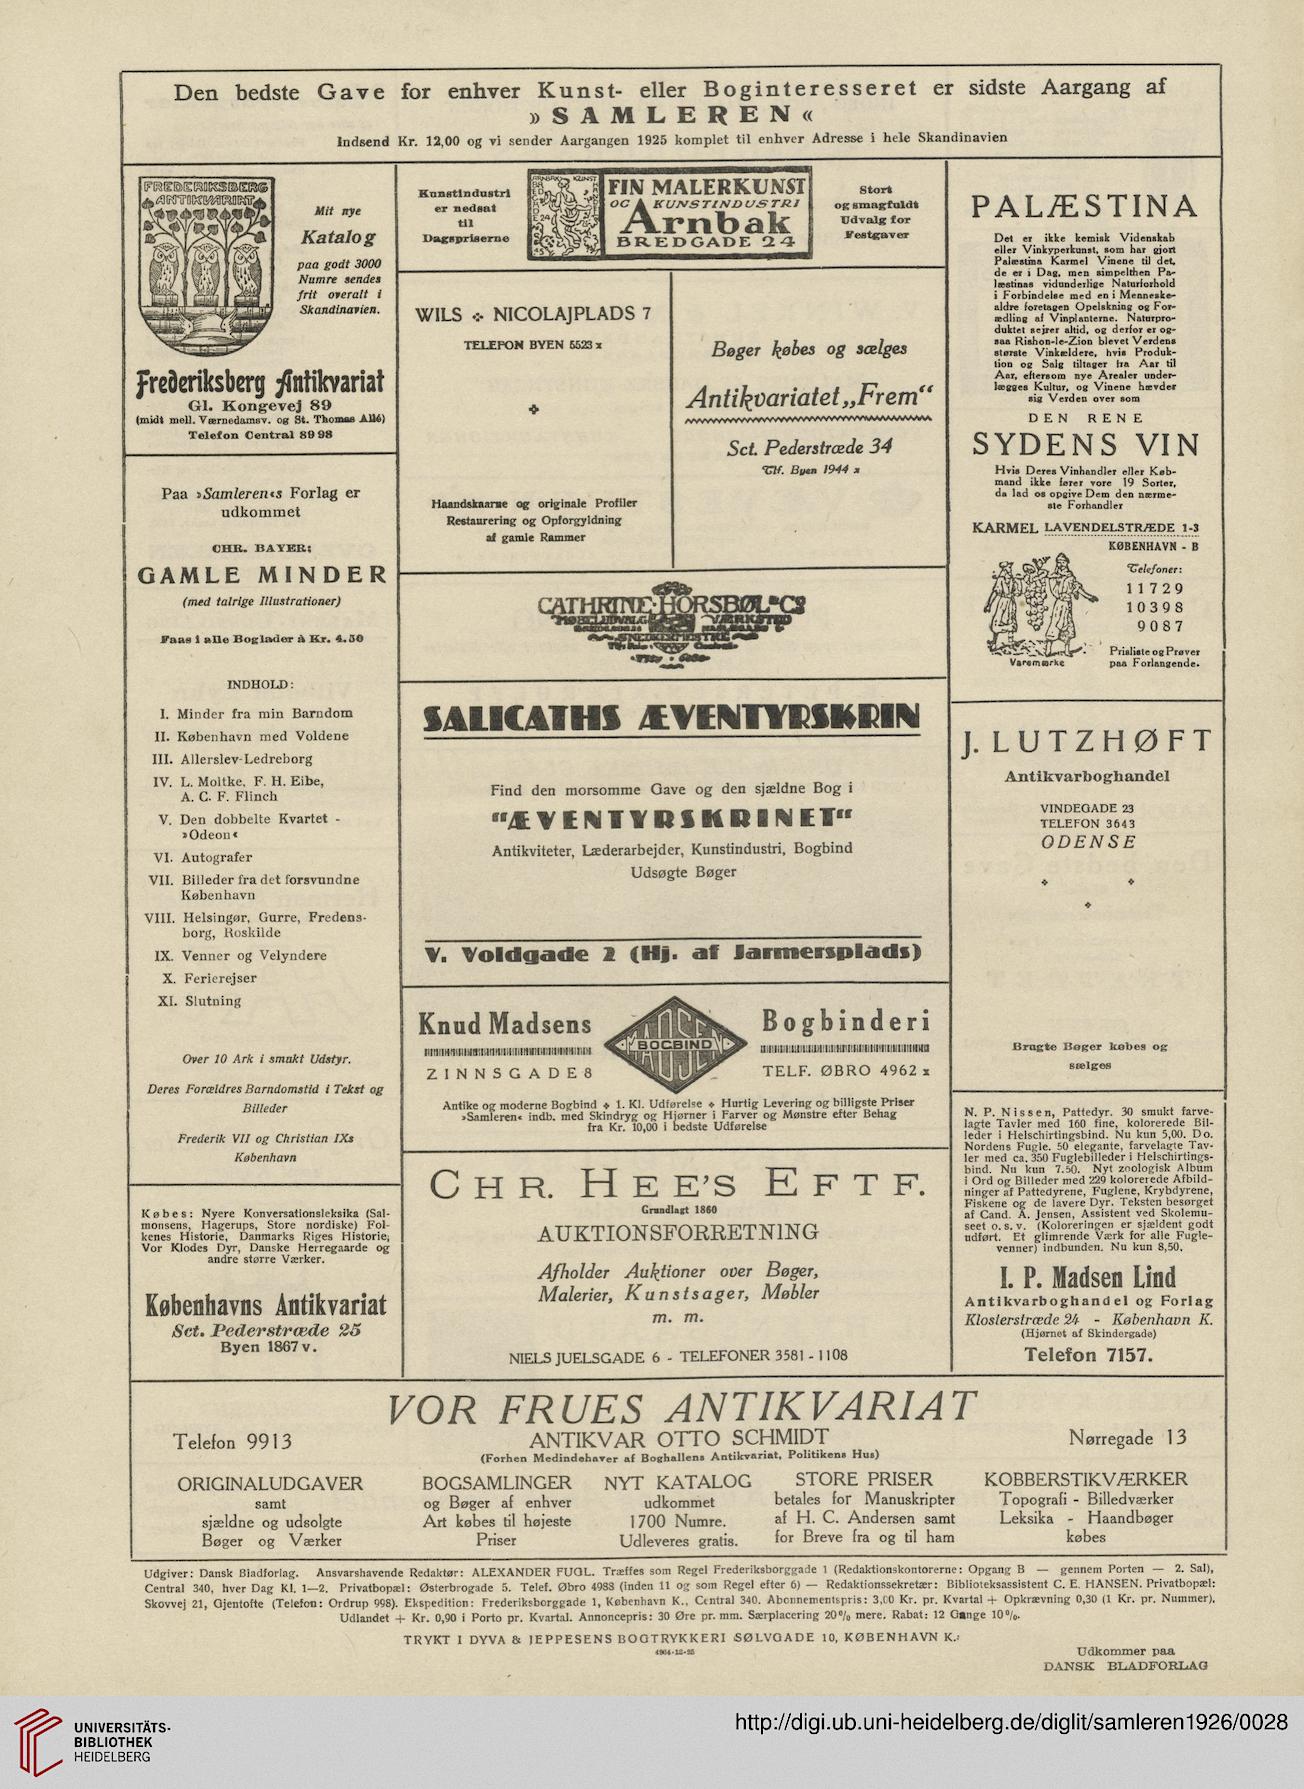 Den bedste Gave for enhver Kunst- eller Boginteresseret er sidste Aargang af
»SAMLEREN«
Indsend Kr. 12,00 og vi sender Aargangen 1925 komplet til enhver Adresse i hele Skandinavien
FREDERIKSBERG
ANTIKVARIAT
Mit nye
Katalog
paa godt 3000
Numre sendes
frit overalt i
Skandinavien.
Frederiksberg Antikvariat
Gl. Kongevej 89
(midt mell. Værnedamsv. og St. Thomas Allé)
Telefon Central 8998
Paa »Samleren«s Forlag er
udkommet
CHR. BAYER:
GAMLE MINDER
(med talrige Illustrationer)
Faas i alle Boglader à Kr. 4.50
INDHOLD:
I. Minder fra min Barndom
II. København med Voldene
III. Allerslev-Ledreborg
IV. L. Moltke, F. H. Eibe,
A. C. F. Flinch
V. Den dobbelte Kvartet -
»Odeon«
VI. Autografer
VII. Billeder fra det forsvundne
København
VIII. Helsingør, Gurre, Fredens-
borg, Roskilde
IX. Venner og Velyndere
X. Ferierejser
XI. Slutning
Over 10 Ark i smukt Udstyr.
Deres Forældres Barndomstid i Tekst og
Billeder
Frederik VII og Christian IXs
København
Købes: Nyere Konversationsleksika (Sal-
monsens, Hagerups, Store nordiske) Fol-
kenes Historie, Danmarks Riges Historie,
Vor Klodes Dyr, Danske Herregaarde og
andre større Værker.
Københavns Antikvariat
Sct. Pederstræde 25
Byen 1867 v.
Kunstindustri
er nedsat
til
Dagspriserne
FIN MALERKUNST
OG KUNSTINDUSTRI
Arnbak
BREDGADE 24
Stort
og smagfuldt
Udvalg for
Festgaver
WILS NICOLAJPLADS 7
TELEFON BYEN 5523 x
Haandskaarne og originale Profiler
Restaurering og Opforgyldning
af gamle Rammer
Bøger købes og sælges
Antikvariatet „Frem“
Sct. Pederstræde 34
Tlf. Byen 1944 x
CATHRINE HORSBØL & Co
MØBELUDVALG VÆRKSTED
SNEDKERMESTRE
SALICATHS ÆVENTYRSKRIN
Find den morsomme Gave og den sjældne Bog i
"ÆVENTYRSKRINET"
Antikviteter, Læderarbejder, Kunstindustri, Bogbind
Udsøgte Bøger
V. Voldgade 2 (Hj. af Jarmersplads)
Knud Madsens
ZINNSGADE 8
MADSEN
BOGBIND
Bogbinderi
TELF. ØBRO 4962 x
Antike og moderne Bogbind 1. Kl. Udførelse Hurtig Levering og billigste Priser
»Samleren« indb. med Skindryg og Hjørner i Farver og Mønstre efter Behag
fra Kr. 10,00 i bedste Udførelse
CHR. HEE'S EFTF.
Grundlagt 1860
AUKTIONSFORRETNING
Afholder Auktioner over Bøger,
Malerier, Kunstsager, Møbler
m. m.
NIELS JUELSGADE 6 - TELEFONER 3581 - 1108
PALÆSTINA
Det er ikke kemisk Videnskab
eller Vinkyperkunst, som har gjort
Palæstina Karmel Vinene til det,
de er i Dag, men simpelthen Pa-
læstinas vidunderlige Naturforhold
i Forbindelse med en i Menneske-
aldre foretagen Opelskning og For-
ædling af Vinplanterne. Naturpro-
duktet sejrer altid, og derfor er og-
saa Rishon-le-Zion blevet Verdens
største Vinkældere, hvis Produk-
tion og Salg tiltager fra Aar til
Aar, eftersom nye Arealer under-
lægges Kultur, og Vinene hævder
sig Verden over som
DEN RENE
SYDENS VIN
Hvis Deres Vinhandler eller Køb-
mand ikke fører vore 19 Sorter,
da lad os opgive Dem den nærme-
ste Forhandler
KARMEL LAVENDELSTRÆDE 1-3
KØBENHAVN - B
Telefoner:
11729
10398
9087
Varemærke
Prisliste og Prøver
paa Forlangende.
J. LUTZHØFT
Antikvarboghandel
VINDEGADE 23
TELEFON 3643
ODENSE
Brugte Bøger købes og
sælges
N. P. Nissen, Pattedyr. 30 smukt farve-
lagte Tavler med 160 fine, kolorerede Bil-
leder i Helschirtingsbind. Nu kun 5,00. Do.
Nordens Fugle. 50 elegante, farvelagte Tav-
ler med ca. 350 Fuglebilleder i Helschirtings-
bind. Nu kun 7.50. Nyt zoologisk Album
i Ord og Billeder med 229 kolorerede Afbild-
ninger af Pattedyrene, Fuglene, Krybdyrene,
Fiskene og de lavere Dyr. Teksten besørget
af Cand. A. Jensen, Assistent ved Skolemu-
seet o. s. v. (Koloreringen er sjældent godt
udført. Et glimrende Værk for alle Fugle-
venner) indbunden. Nu kun 8,50.
I. P. Madsen Lind
Antikvarboghandel og Forlag
Klosterstræde 24 - København K.
(Hjørnet af Skindergade)
Telefon 7157.
VOR FRUES ANTIKVARIAT
Telefon 9913
ANTIKVAR OTTO SCHMIDT
Nørregade 13
(Forhen Medindehaver af Boghallens Antikvariat, Politikens Hus)
ORIGINALUDGAVER
samt
sjældne og udsolgte
Bøger og Værker
BOGSAMLINGER
og Bøger af enhver
Art købes til højeste
Priser
NYT KATALOG
udkommet
1700 Numre.
Udleveres gratis.
STORE PRISER
betales for Manuskripter
af H. C. Andersen samt
for Breve fra og til ham
KOBBERSTIKVÆRKER
Topografi - Billedværker
Leksika - Haandbøger
købes
Udgiver: Dansk Bladforlag. Ansvarshavende Redaktør: ALEXANDER FUGL. Træffes som Regel Frederiksborggade 1 (Redaktionskontorerne: Opgang B — gennem Porten — 2. Sal),
Central 340, hver Dag Kl. 1—2. Privatbopæl: Østerbrogade 5. Telef. Øbro 4988 (inden 11 og som Regel efter 6) — Redaktionssekretær: Biblioteksassistent C. E. HANSEN. Privatbopæl:
Skovvej 21, Gjentofte (Telefon: Ordrup 998). Ekspedition: Frederiksborggade 1, København K., Central 340. Abonnementspris: 3,00 Kr. pr. Kvartal + Opkrævning 0,30 (1 Kr. pr. Nummer),
Udlandet + Kr. 0,90 i Porto pr. Kvartal. Annoncepris: 30 Øre pr. mm. Særplacering 20% mere. Rabat: 12 Gange 10%.
TRYKT I DYVA & JEPPESENS BOGTRYKKERI SØLVGADE 10, KØBENHAVN K.
4964-12-25
Udkommer paa
DANSK BLADFORLAG
UNIVERSITÄTS-
BIBLIOTHEK
HEIDELBERG
http://digi.ub.uni-heidelberg.de/diglit/samleren1926/0028